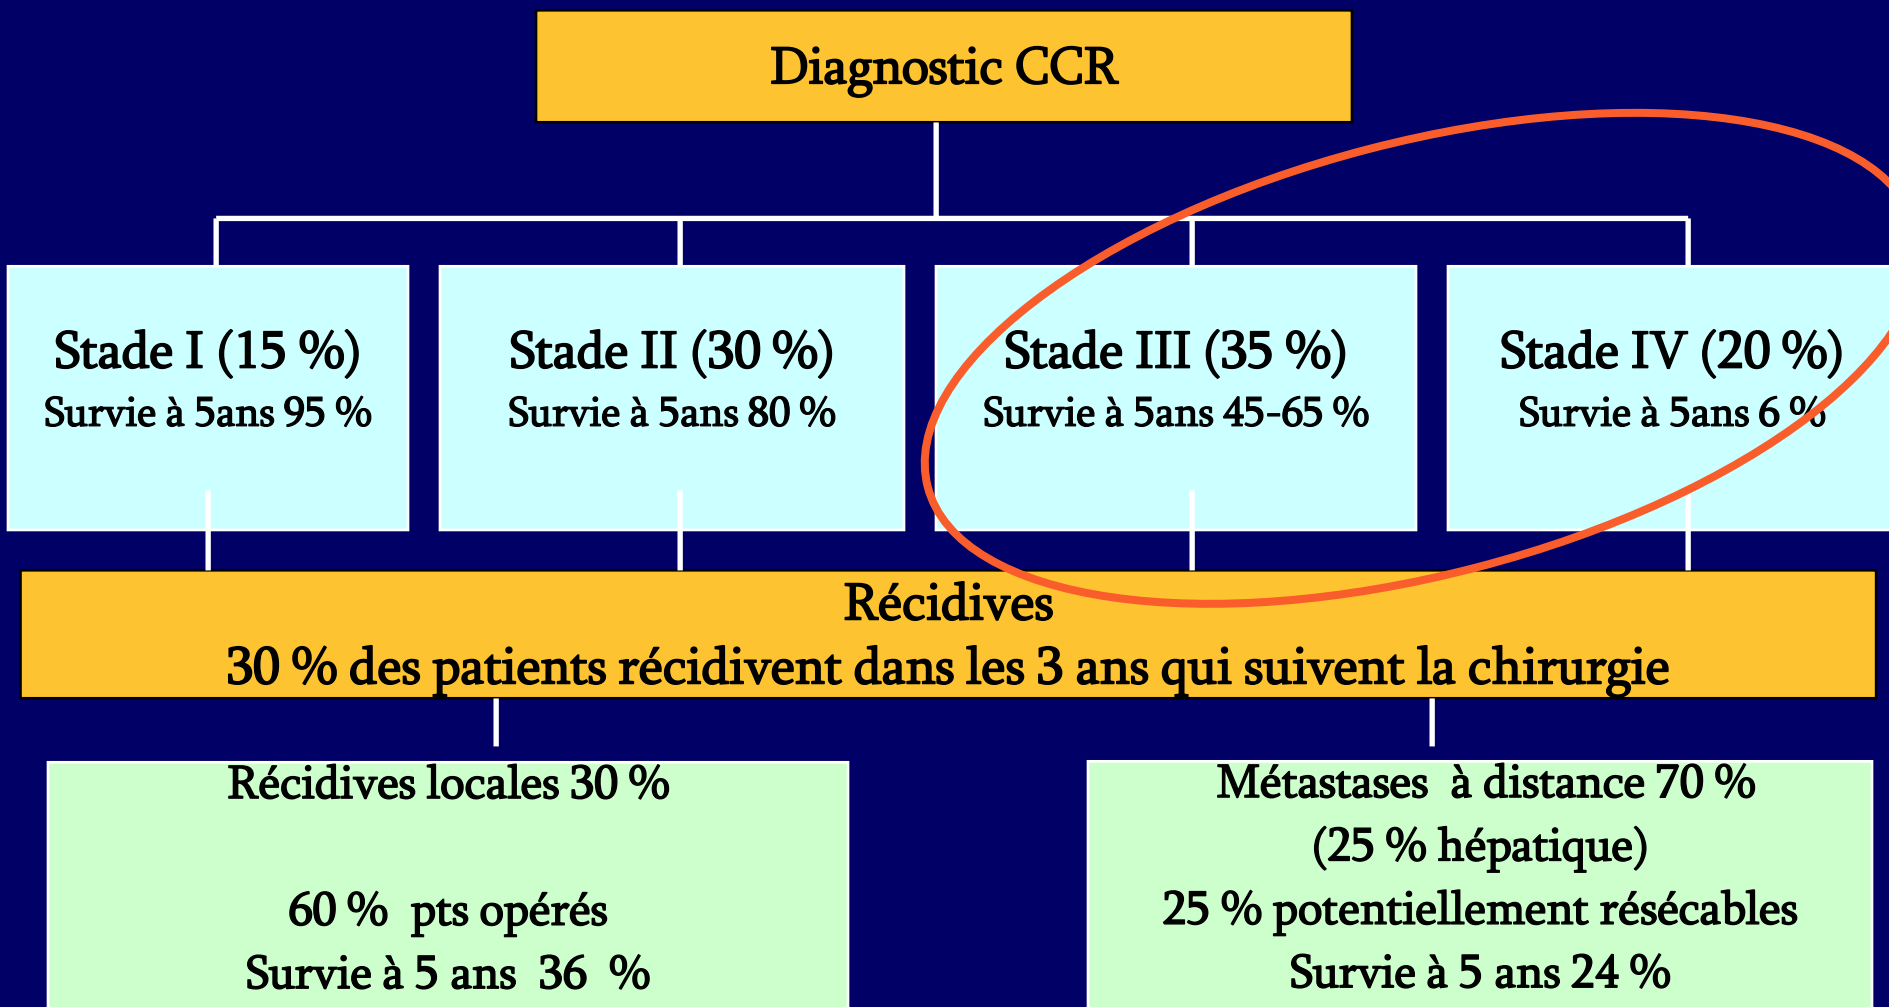 Diagnostic CCR
Stade I (15 %)
Survie à 5ans 95 %
Stade II (30 %)
Survie à 5ans 80 %
Stade III (35 %)
Survie à 5ans 45-65 %
Stade IV (20 %)
Survie à 5ans 6 %
Récidives
30 % des patients récidivent dans les 3 ans qui suivent la chirurgie
Récidives locales 30 %
60 % pts opérés
Survie à 5 ans 36 %
Métastases à distance 70 %
(25 % hépatique)
25 % potentiellement résécables
Survie à 5 ans 24 %